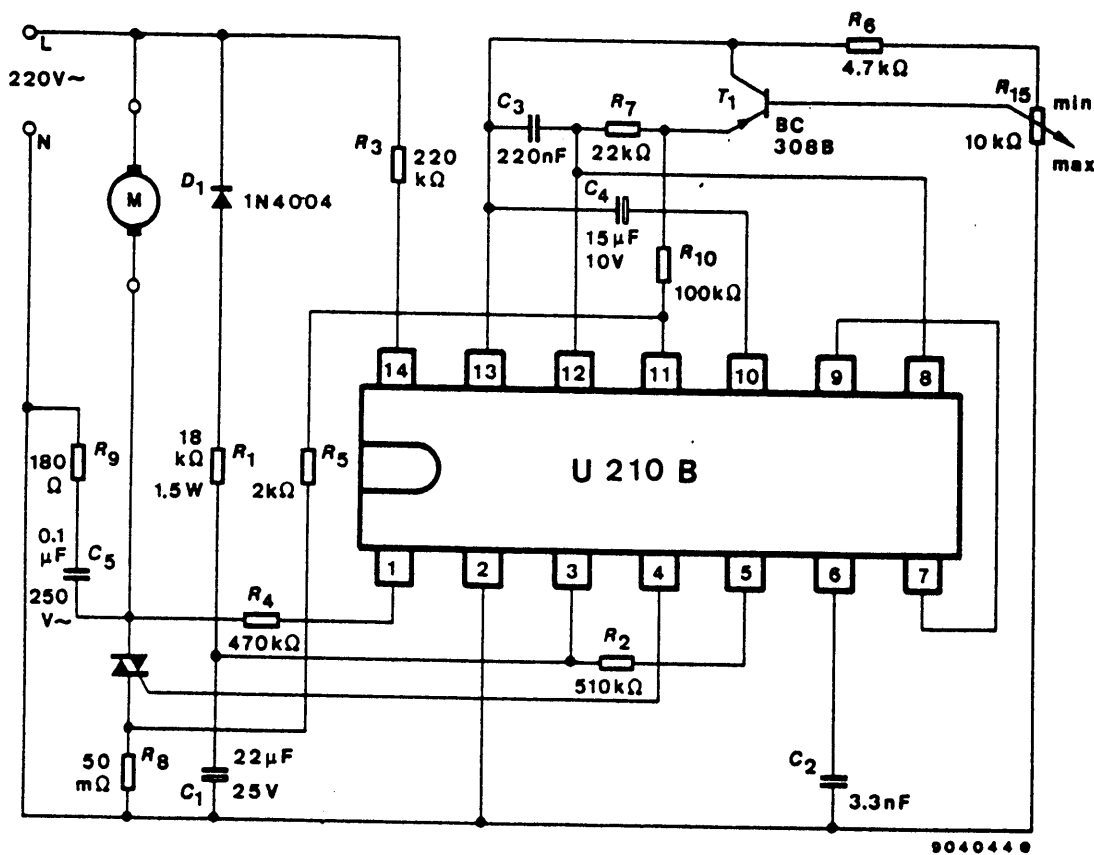 L
220V~
N
M
D1
1N4004
R3
220
kΩ
C3
220nF
R7
22kΩ
T1
BC
308B
R6
4.7kΩ
R15
10kΩ
min
max
C4
15µF
10V
R10
100kΩ
14
13
12
11
10
9
8
U 210 B
1
2
3
4
5
6
7
180
Ω
R9
18
kΩ
1.5W
R1
R5
2kΩ
0.1
µF
250
V~
C5
R4
470kΩ
R2
510kΩ
50
mΩ
R8
22µF
25V
C1
C2
3.3nF
904044e